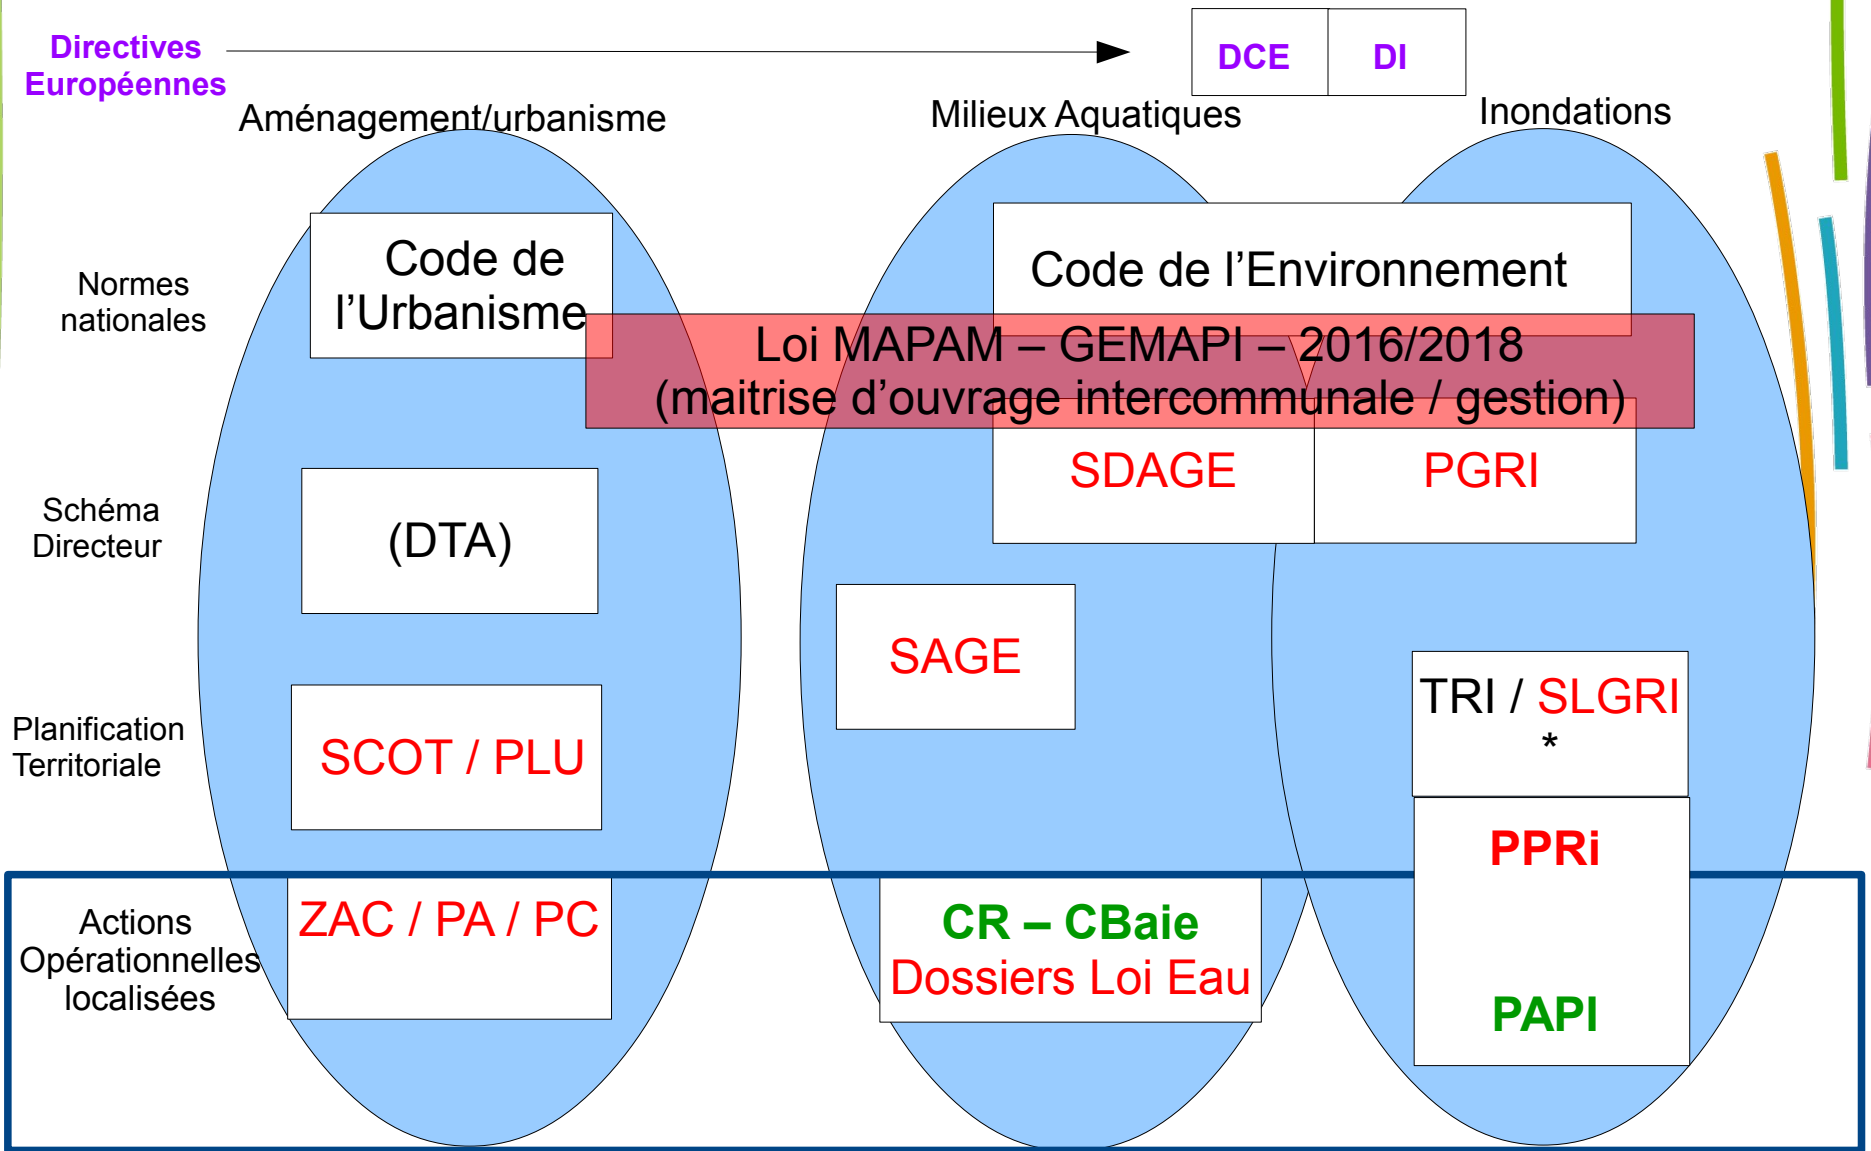 Directives
Européennes
DCE
DI
Aménagement/urbanisme
Milieux Aquatiques
Inondations
Normes
nationales
Code de
l’Urbanisme
Code de l’Environnement
Loi MAPAM – GEMAPI – 2016/2018
(maitrise d’ouvrage intercommunale / gestion)
Schéma
Directeur
(DTA)
SDAGE
PGRI
SAGE
Planification
Territoriale
SCOT / PLU
TRI / SLGRI
*
PPRi
Actions
Opérationnelles
localisées
ZAC / PA / PC
CR – CBaie
Dossiers Loi Eau
PAPI